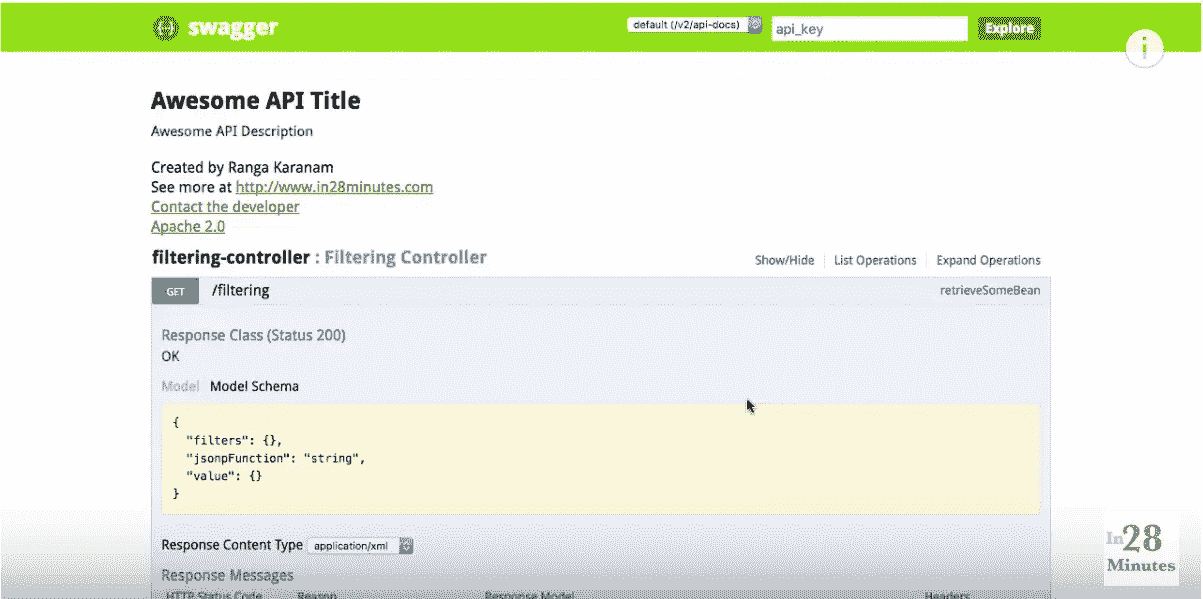 swagger default (/v2/api-docs) api_key Explore
i
Awesome API Title
Awesome API Description
Created by Ranga Karanam
See more at http://www.in28minutes.com
Contact the developer
Apache 2.0
filtering-controller : Filtering Controller Show/Hide List Operations Expand Operations
GET /filtering retrieveSomeBean
Response Class (Status 200)
OK
Model Model Schema
{
"filters": {},
"jsonpFunction": "string",
"value": {}
}
Response Content Type application/xml
Response Messages
HTTP Status Code Reason Response Model Headers
In28
Minutes